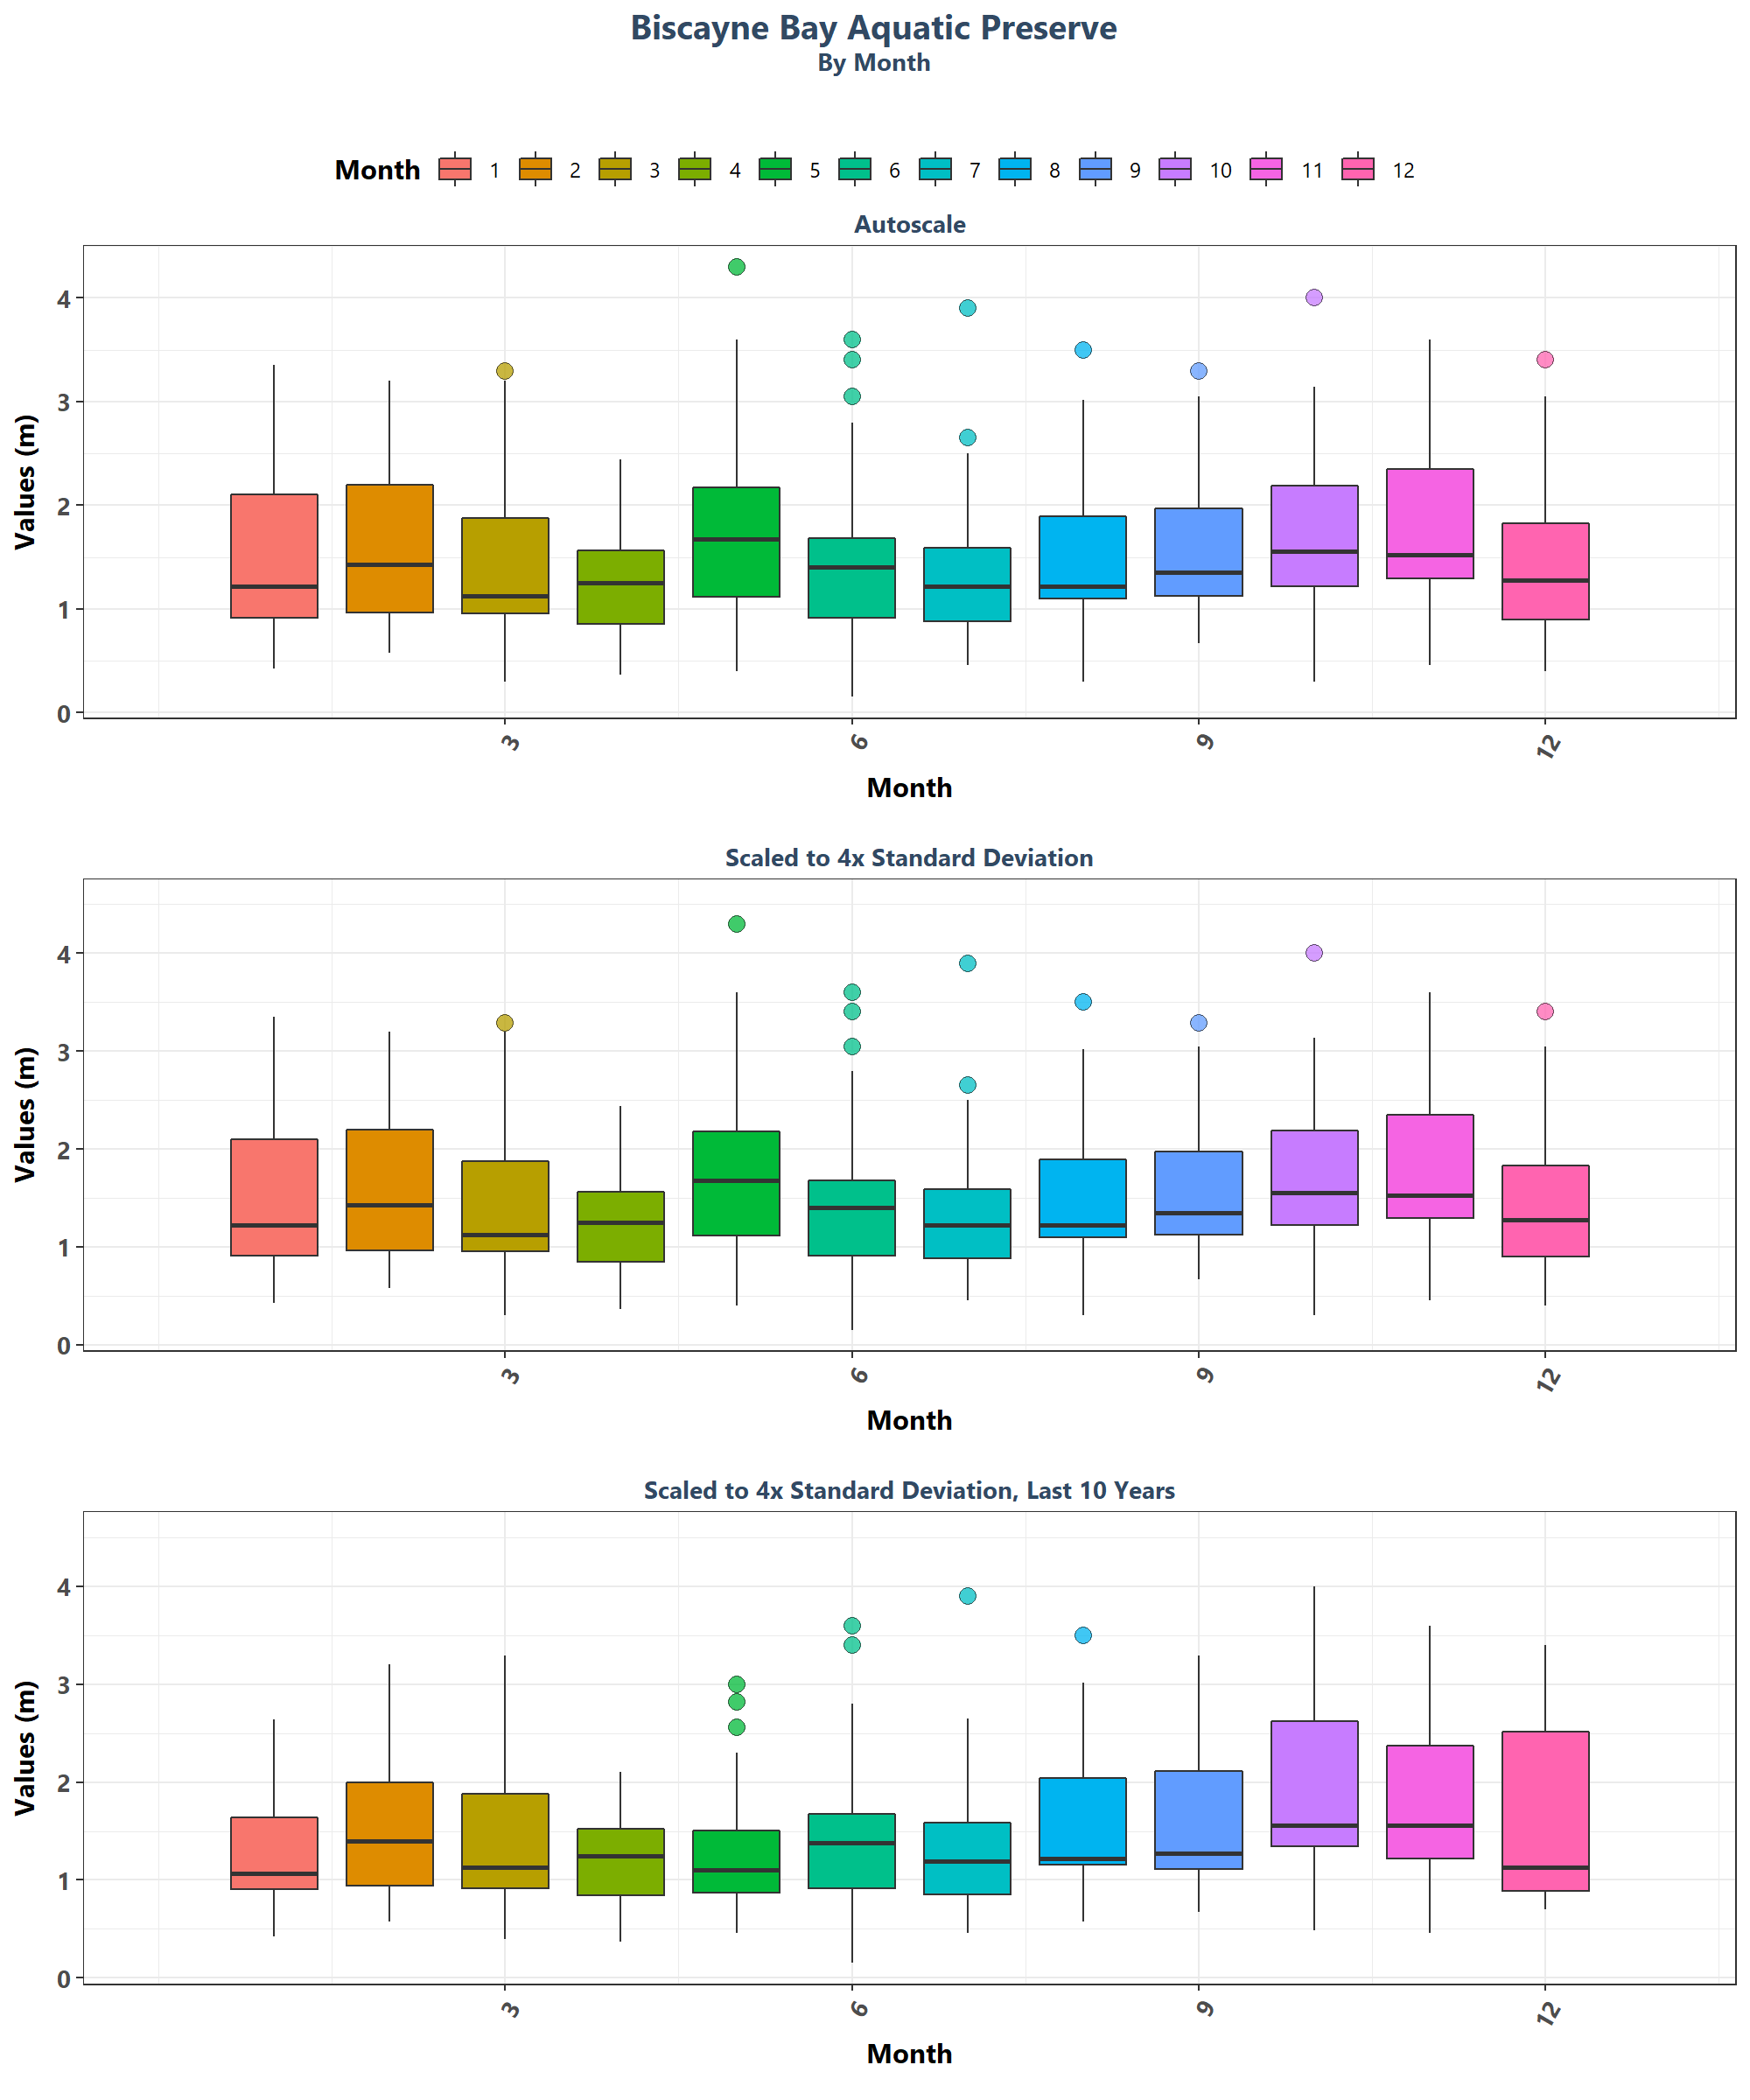 Biscayne Bay Aquatic Preserve
By Month
Month 1 2 3 4 5 6 7 8 9 10 11 12
Autoscale
Values (m)
4
3
2
1
0
3 6 9 12
Month
Scaled to 4x Standard Deviation
Values (m)
4
3
2
1
0
3 6 9 12
Month
Scaled to 4x Standard Deviation, Last 10 Years
Values (m)
4
3
2
1
0
3 6 9 12
Month